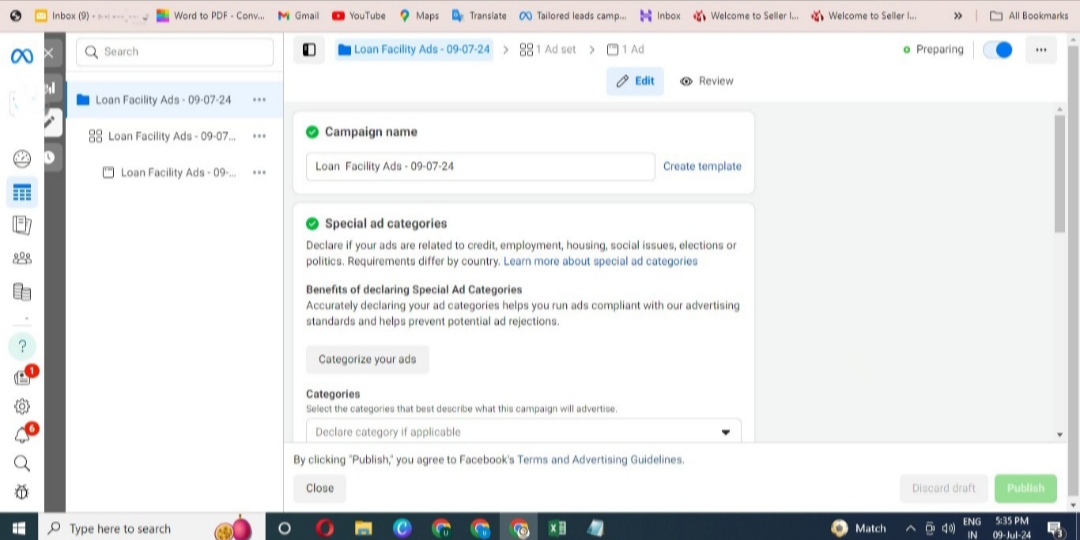 Inbox (9) -
Word to PDF - Conv...
Gmail
YouTube
Maps
Translate
Tailored leads camp...
Inbox
Welcome to Seller I...
Welcome to Seller I...
»
All Bookmarks
Search
Loan Facility Ads - 09-07-24
Loan Facility Ads - 09-07...
Loan Facility Ads - 09-...
Loan Facility Ads - 09-07-24 > 1 Ad set > 1 Ad
Preparing
Edit
Review
Campaign name
Loan Facility Ads - 09-07-24
Create template
Special ad categories
Declare if your ads are related to credit, employment, housing, social issues, elections or
politics. Requirements differ by country. Learn more about special ad categories
Benefits of declaring Special Ad Categories
Accurately declaring your ad categories helps you run ads compliant with our advertising
standards and helps prevent potential ad rejections.
Categorize your ads
Categories
Select the categories that best describe what this campaign will advertise.
Declare category if applicable
By clicking "Publish," you agree to Facebook's Terms and Advertising Guidelines.
Close
Discard draft
Publish
?
1
6
Type here to search
Match
ENG
IN
5:35 PM
09-Jul-24
3